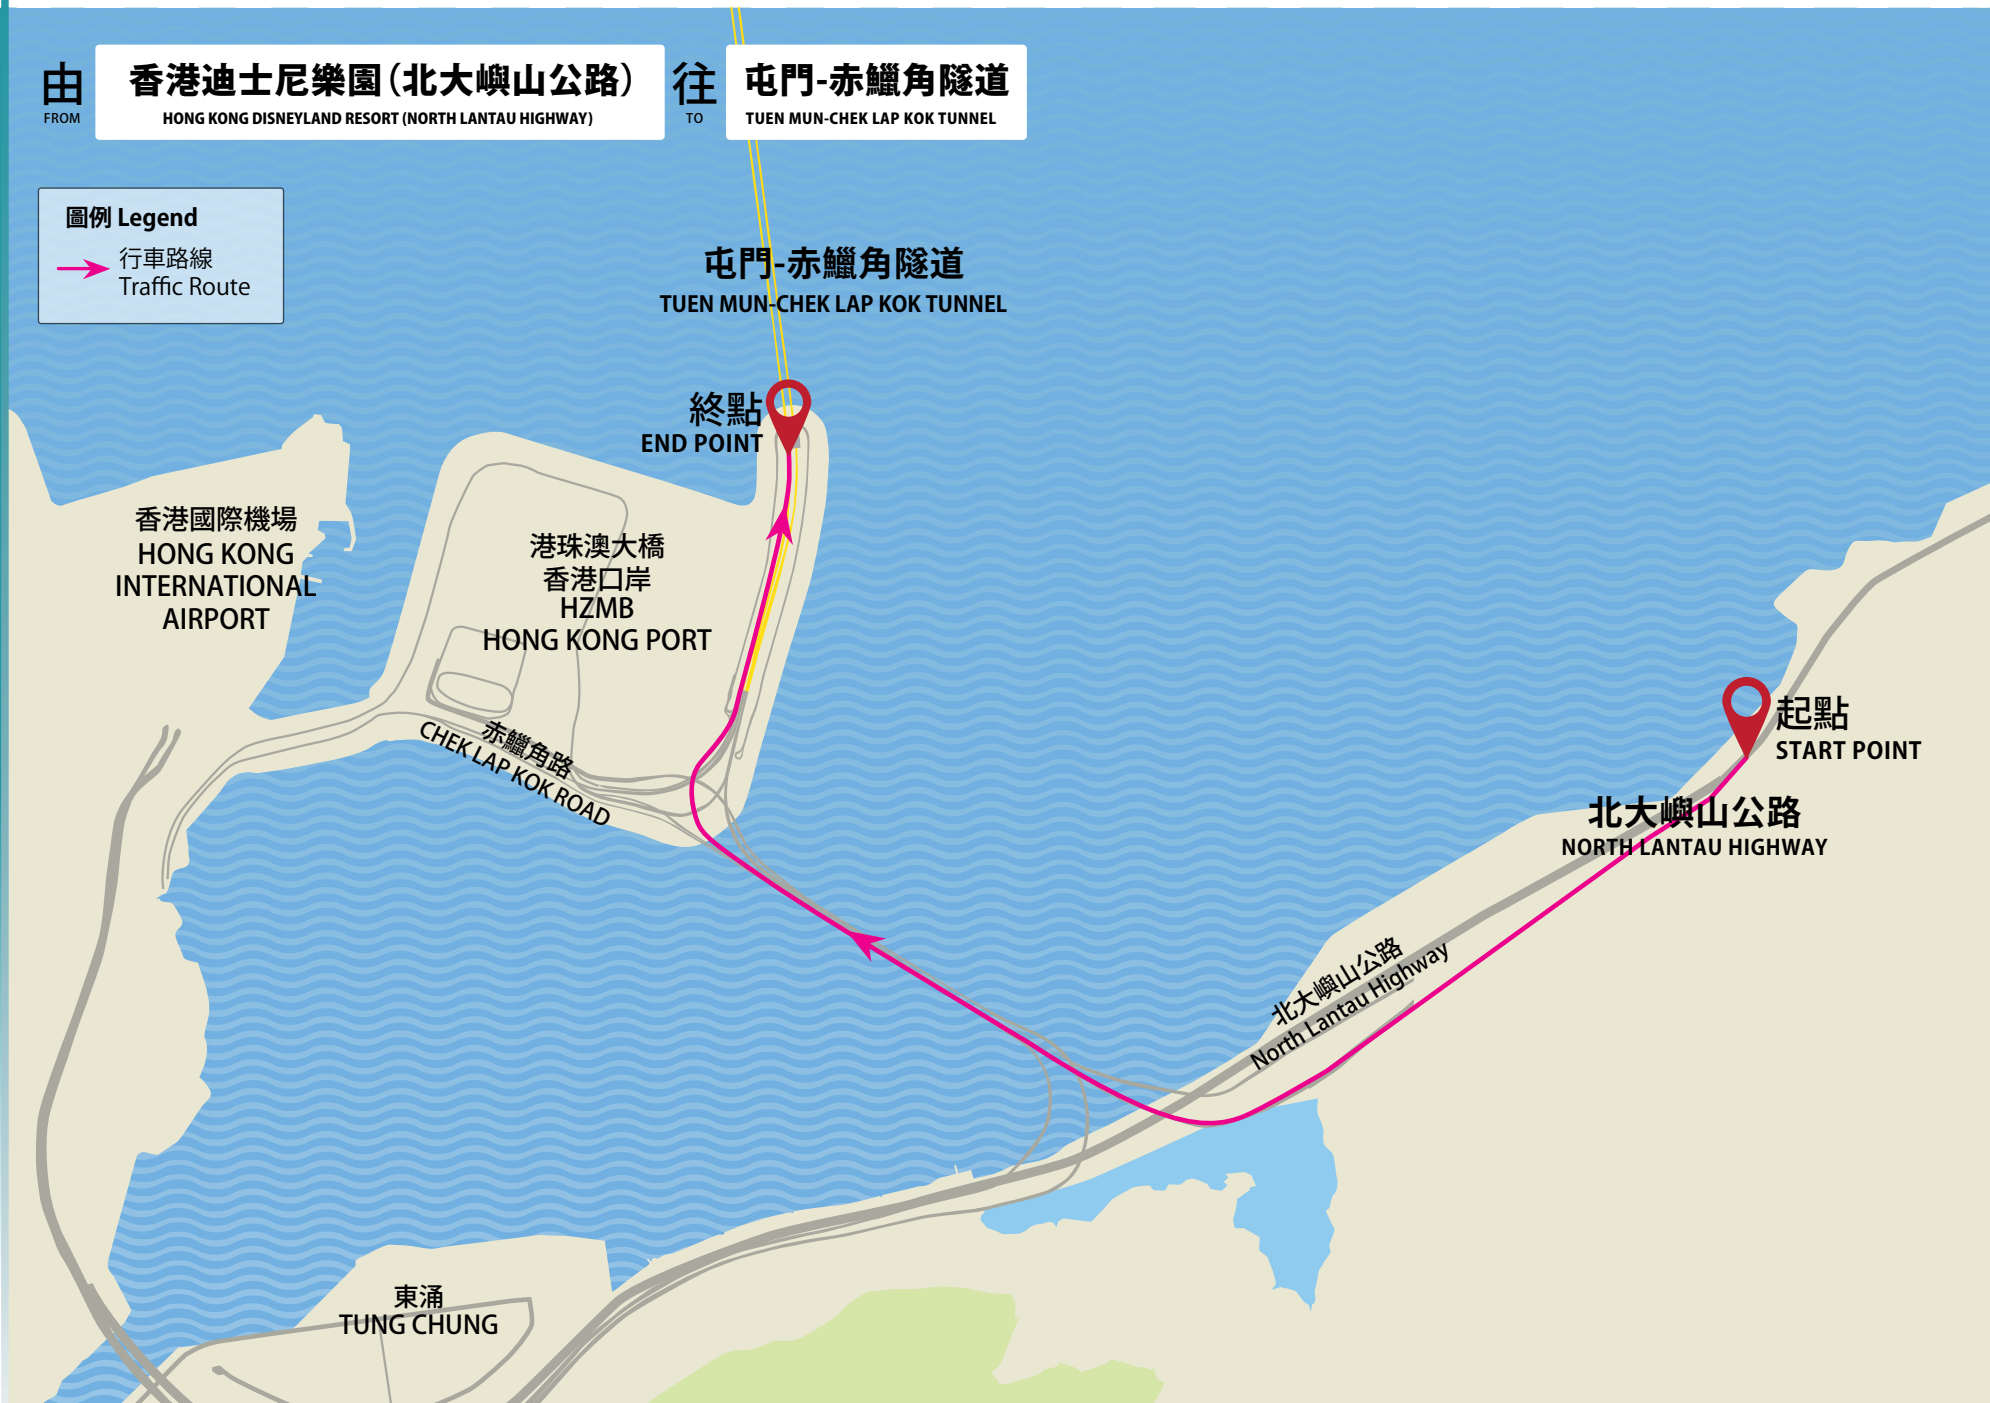 由
FROM
香港迪士尼樂園（北大嶼山公路）
HONG KONG DISNEYLAND RESORT (NORTH LANTAU HIGHWAY)
往
TO
屯門-赤鱲角隧道
TUEN MUN-CHEK LAP KOK TUNNEL
圖例 Legend
行車路線
Traffic Route
屯門-赤鱲角隧道
TUEN MUN-CHEK LAP KOK TUNNEL
終點
END POINT
香港國際機場
HONG KONG
INTERNATIONAL
AIRPORT
港珠澳大橋
香港口岸
HZMB
HONG KONG PORT
赤鱲角路
CHEK LAP KOK ROAD
起點
START POINT
北大嶼山公路
NORTH LANTAU HIGHWAY
北大嶼山公路
North Lantau Highway
東涌
TUNG CHUNG